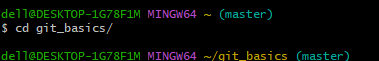 dell@DESKTOP-1G78F1M MINGW64 ~ (master)
$ cd git_basics/
dell@DESKTOP-1G78F1M MINGW64 ~/git_basics (master)